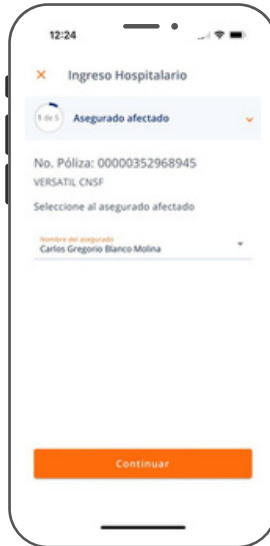 12:24
× Ingreso Hospitalario
1 de 5
Asegurado afectado
No. Póliza: 00000352968945
VERSATIL CNSF
Seleccione al asegurado afectado
Nombre del asegurado
Carlos Gregorio Blanco Molina
Continuar